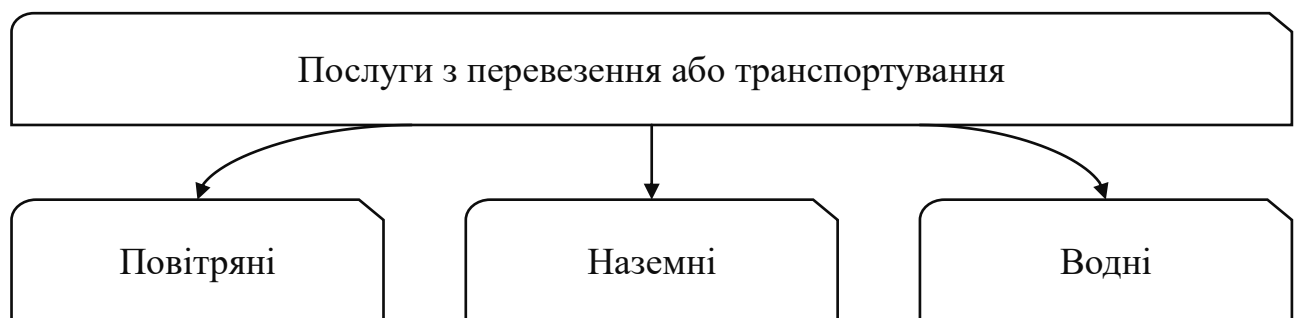 Послуги з перевезення або транспортування
Повітряні
Наземні
Водні